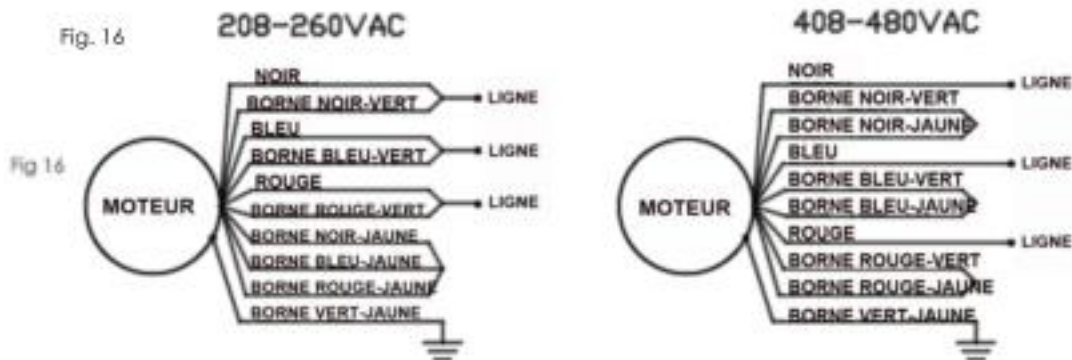 Fig. 16
208-260VAC
408-480VAC
Fig 16
MOTEUR
NOIR
BORNE NOIR-VERT
LIGNE
BLEU
BORNE BLEU-VERT
LIGNE
ROUGE
BORNE ROUGE-VERT
LIGNE
BORNE NOIR-JAUNE
BORNE BLEU-JAUNE
BORNE ROUGE-JAUNE
BORNE VERT-JAUNE
MOTEUR
NOIR
LIGNE
BORNE NOIR-VERT
BORNE NOIR-JAUNE
BLEU
LIGNE
BORNE BLEU-VERT
BORNE BLEU-JAUNE
ROUGE
LIGNE
BORNE ROUGE-VERT
BORNE ROUGE-JAUNE
BORNE VERT-JAUNE